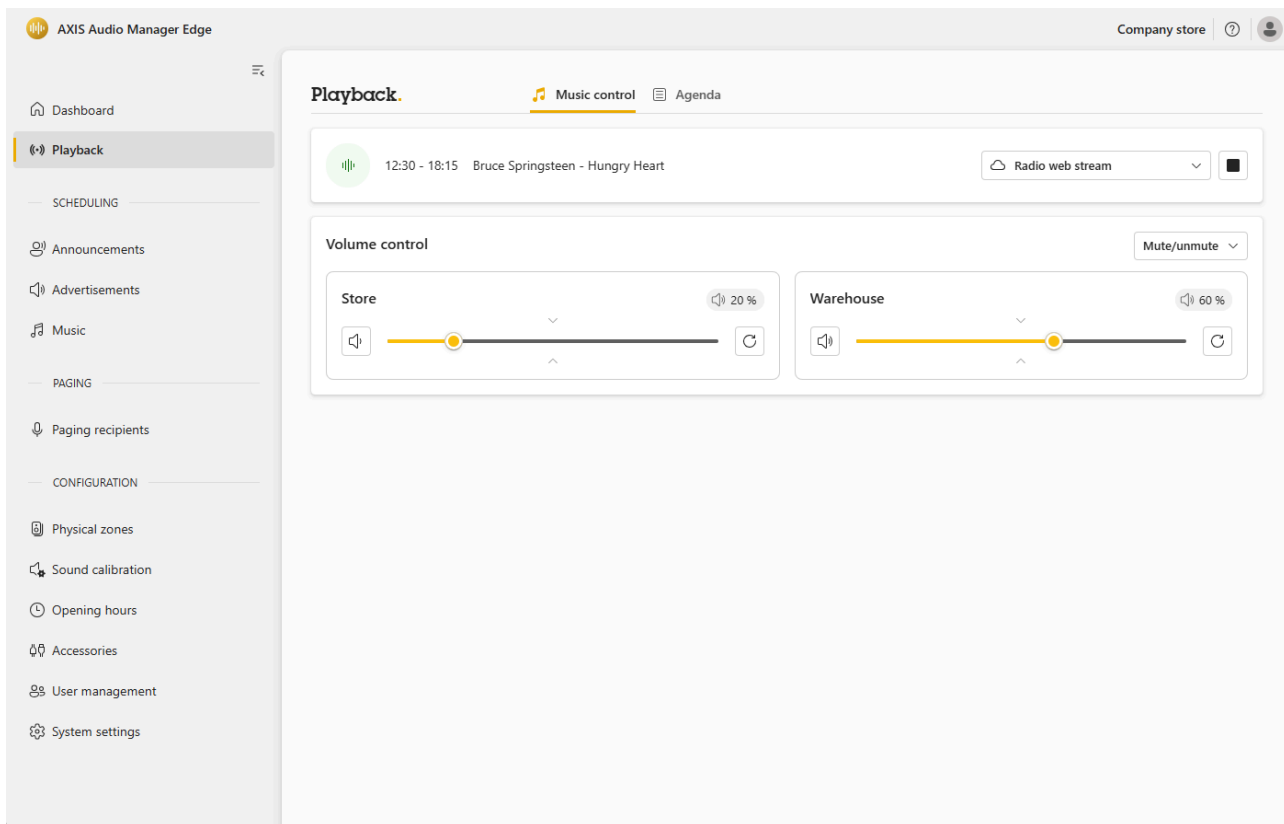 AXIS Audio Manager Edge
Company store
Dashboard
Playback
SCHEDULING
Announcements
Advertisements
Music
PAGING
Paging recipients
CONFIGURATION
Physical zones
Sound calibration
Opening hours
Accessories
User management
System settings
Playback.
Music control
Agenda
12:30 - 18:15 Bruce Springsteen - Hungry Heart
Radio web stream
Volume control
Mute/unmute
Store
20 %
Warehouse
60 %